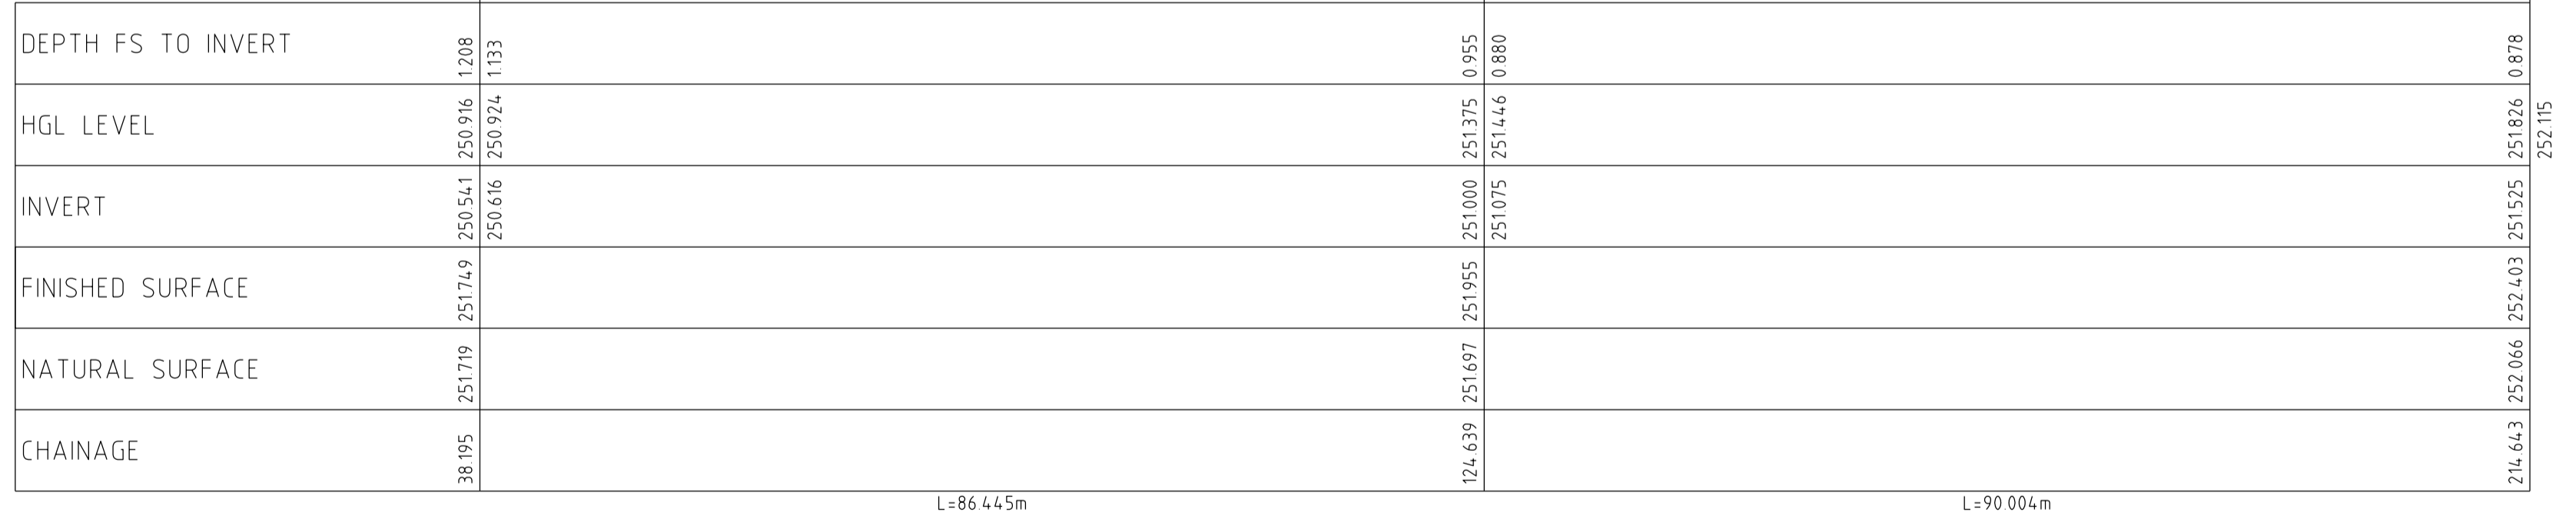 DEPTH FS TO INVERT 1.208 1.133 0.955 0.880 0.878
HGL LEVEL 250.916 250.924 251.375 251.446 251.826 252.115
INVERT 250.541 250.616 251.000 251.075 251.525
FINISHED SURFACE 251.749 251.955 252.403
NATURAL SURFACE 251.719 251.697 252.066
CHAINAGE 38.195 124.639 214.643
L=86.445m L=90.004m